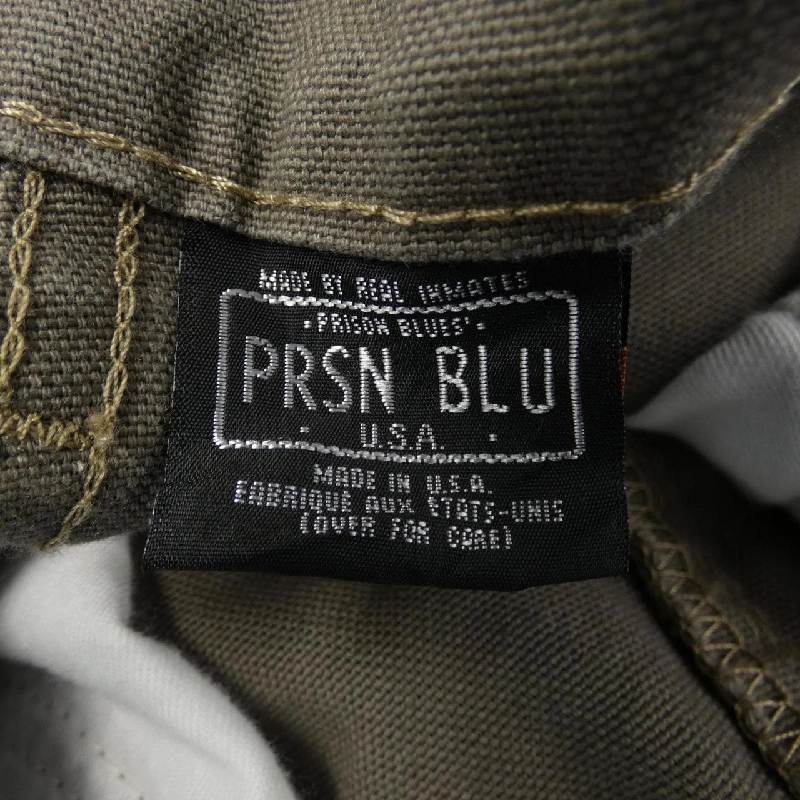 MADE BY REAL INMATES
·PRISON BLUES'·
PRSN BLU
· U.S.A. ·
MADE IN U.S.A.
FABRIQUE AUX ETATS-UNIS
(OVER FOR CARE)